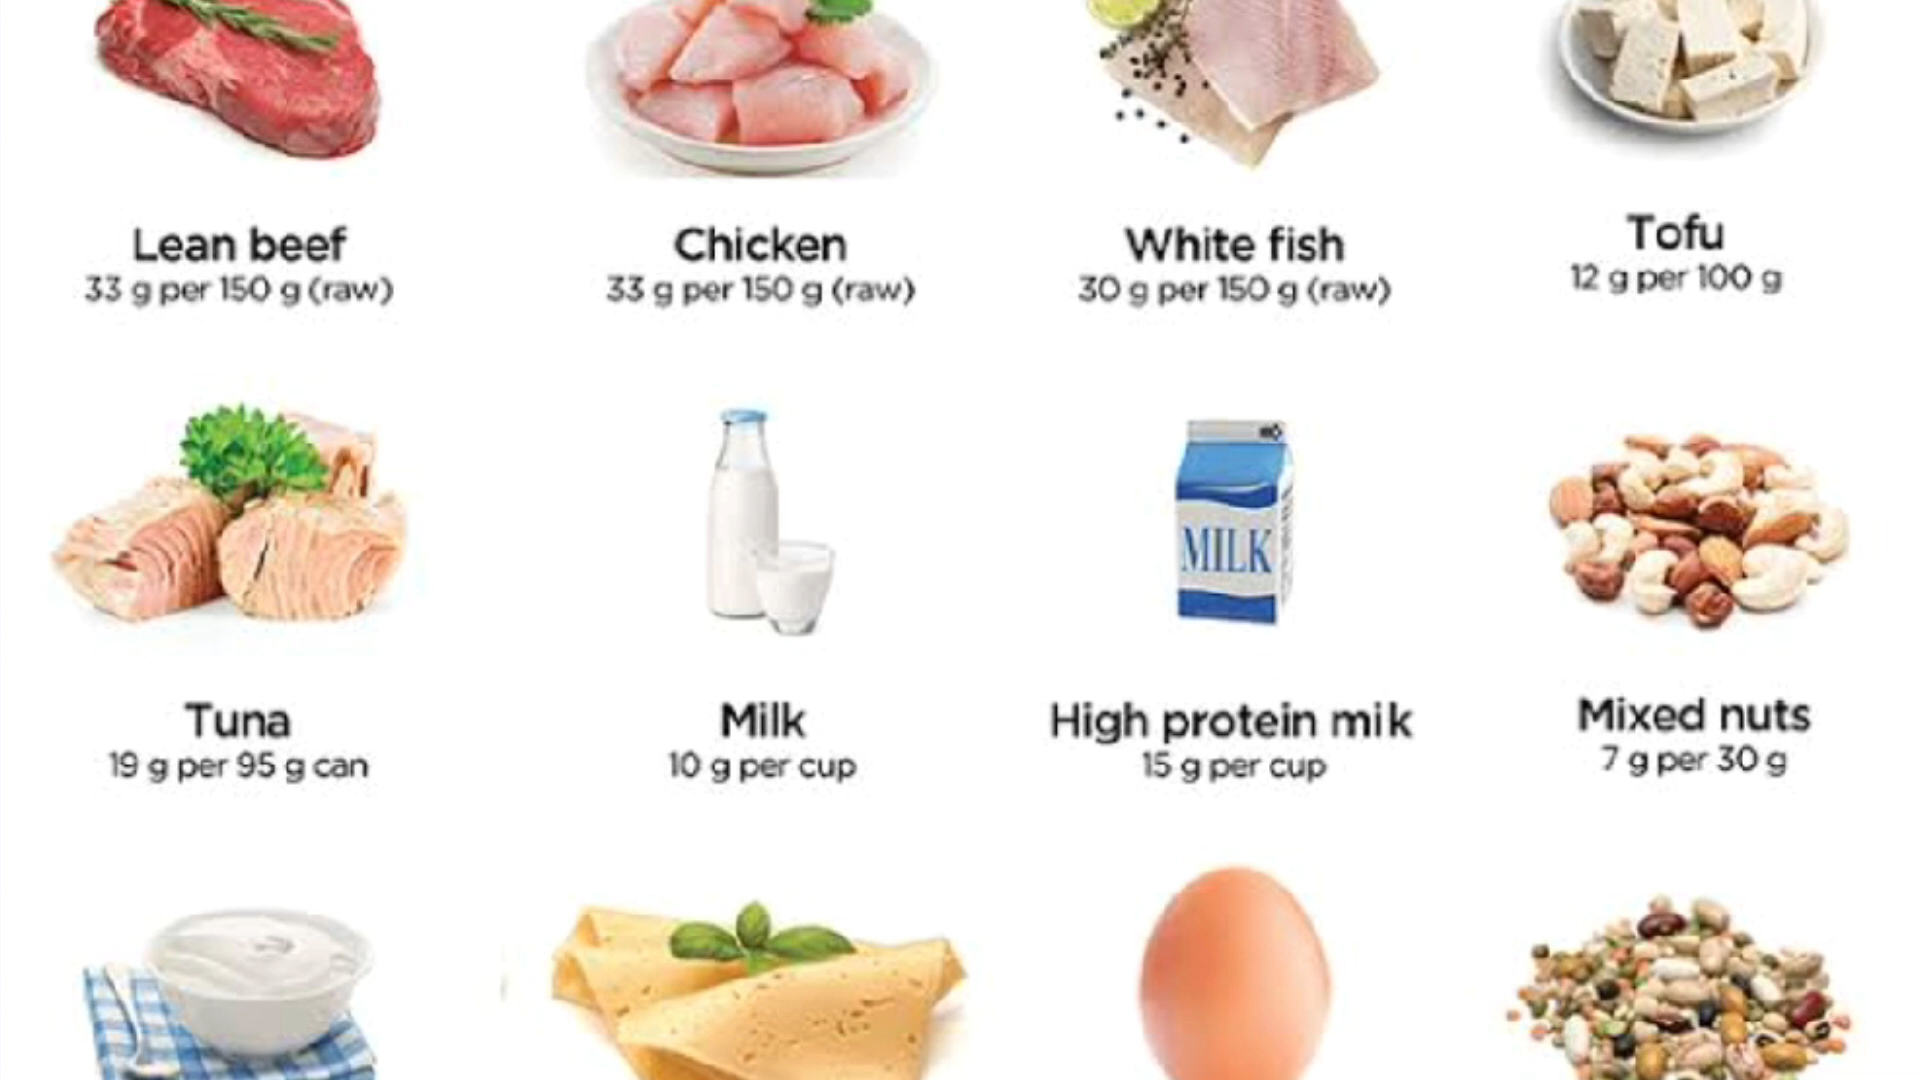 Lean beef
33 g per 150 g (raw)
Chicken
33 g per 150 g (raw)
White fish
30 g per 150 g (raw)
Tofu
12 g per 100 g
MILK
Tuna
19 g per 95 g can
Milk
10 g per cup
High protein mik
15 g per cup
Mixed nuts
7 g per 30 g